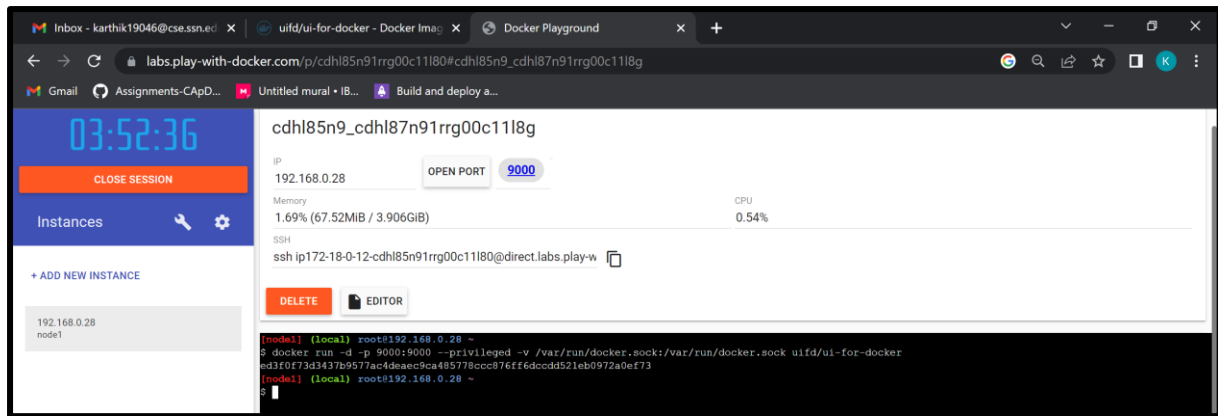 Inbox - karthik19046@cse.ssn.ed
uifd/ui-for-docker - Docker Imag
Docker Playground
labs.play-with-docker.com/p/cdhl85n91rrg00c11l80#cdhl85n9_cdhl87n91rrg00c11l8g
K
Gmail
Assignments-CApD...
Untitled mural • IB...
Build and deploy a...
03:52:36
CLOSE SESSION
Instances
+ ADD NEW INSTANCE
192.168.0.28
node1
cdhl85n9_cdhl87n91rrg00c11l8g
IP
192.168.0.28
OPEN PORT
9000
Memory
1.69% (67.52MiB / 3.906GiB)
CPU
0.54%
SSH
ssh ip172-18-0-12-cdhl85n91rrg00c11l80@direct.labs.play-w
DELETE
EDITOR
[node1] (local) root@192.168.0.28 ~
$ docker run -d -p 9000:9000 --privileged -v /var/run/docker.sock:/var/run/docker.sock uifd/ui-for-docker
ed3f0f73d3437b9577ac4deaec9ca485778ccc876ff6dccdd521eb0972a0ef73
[node1] (local) root@192.168.0.28 ~
$